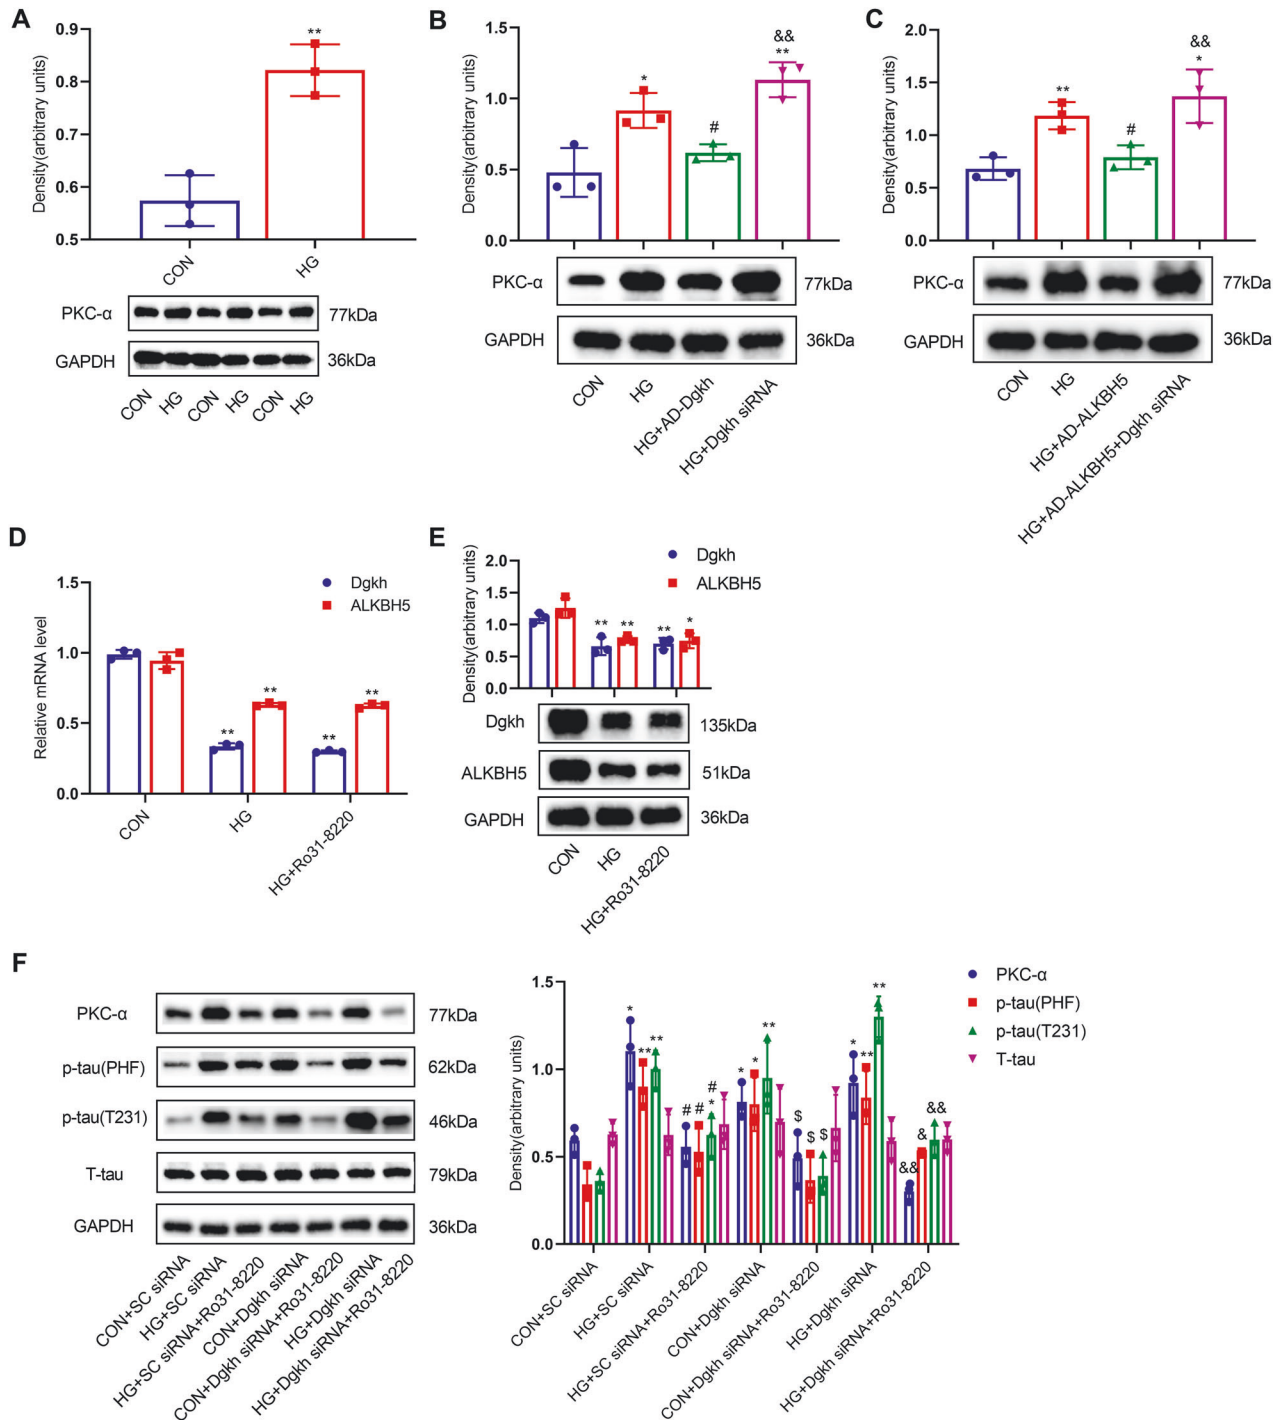 A
Density(arbitrary units)
0.9
0.8
0.7
0.6
0.5
**
CON
HG
PKC-α
77kDa
GAPDH
36kDa
CON
HG
CON
HG
CON
HG
B
Density(arbitrary units)
1.5
1.0
0.5
0.0
*
#
&&
**
PKC-α
77kDa
GAPDH
36kDa
CON
HG
HG+AD-Dgkh
HG+Dgkh siRNA
C
Density(arbitrary units)
2.0
1.5
1.0
0.5
0.0
**
#
&&
*
PKC-α
77kDa
GAPDH
36kDa
CON
HG
HG+AD-ALKBH5
HG+AD-ALKBH5+Dgkh siRNA
D
Relative mRNA level
1.5
1.0
0.5
0.0
Dgkh
ALKBH5
**
**
**
**
CON
HG
HG+Ro31-8220
E
Density(arbitrary units)
2.0
1.5
1.0
0.5
0.0
Dgkh
ALKBH5
**
**
**
*
Dgkh
135kDa
ALKBH5
51kDa
GAPDH
36kDa
CON
HG
HG+Ro31-8220
F
PKC-α
77kDa
p-tau(PHF)
62kDa
p-tau(T231)
46kDa
T-tau
79kDa
GAPDH
36kDa
CON+SC siRNA
HG+SC siRNA
HG+SC siRNA+Ro31-8220
CON+Dgkh siRNA
CON+Dgkh siRNA+Ro31-8220
HG+Dgkh siRNA
HG+Dgkh siRNA+Ro31-8220
Density(arbitrary units)
1.5
1.0
0.5
0.0
PKC-α
p-tau(PHF)
p-tau(T231)
T-tau
*
**
**
#
#
#
*
*
*
**
$
$
$
*
**
**
&&
&
&&
CON+SC siRNA
HG+SC siRNA
HG+SC siRNA+Ro31-8220
CON+Dgkh siRNA
CON+Dgkh siRNA+Ro31-8220
HG+Dgkh siRNA
HG+Dgkh siRNA+Ro31-8220